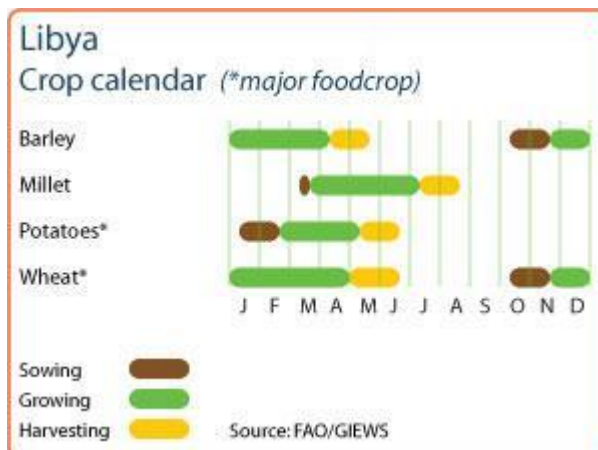 Libya
Crop calendar (*major foodcrop)
Barley
Millet
Potatoes*
Wheat*
J F M A M J J A S O N D
Sowing
Growing
Harvesting Source: FAO/GIEWS